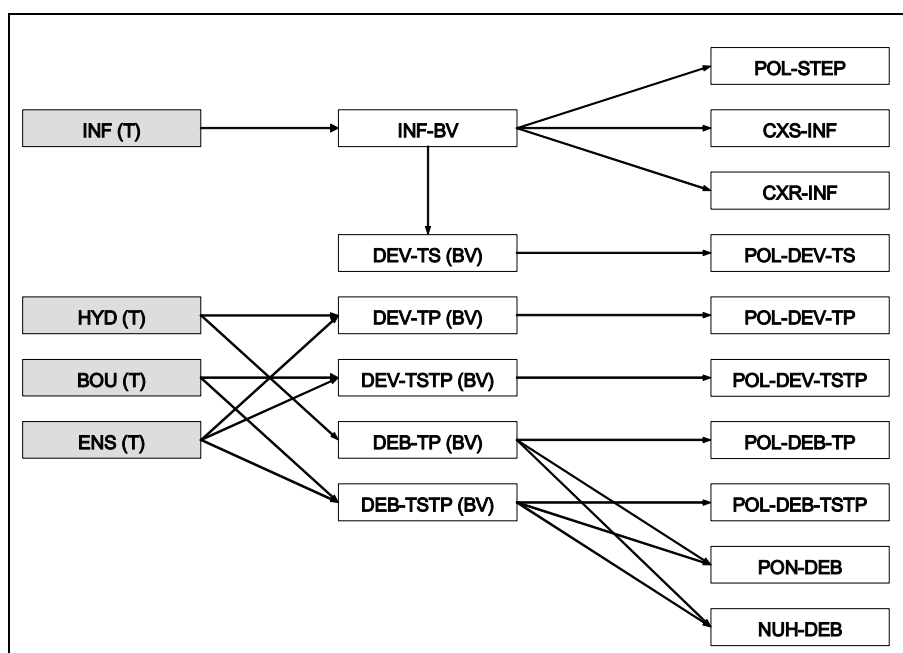 POL-STEP
INF (T)
INF-BV
CXS-INF
CXR-INF
DEV-TS (BV)
POL-DEV-TS
HYD (T)
DEV-TP (BV)
POL-DEV-TP
BOU (T)
DEV-TSTP (BV)
POL-DEV-TSTP
ENS (T)
DEB-TP (BV)
POL-DEB-TP
DEB-TSTP (BV)
POL-DEB-TSTP
PON-DEB
NUH-DEB